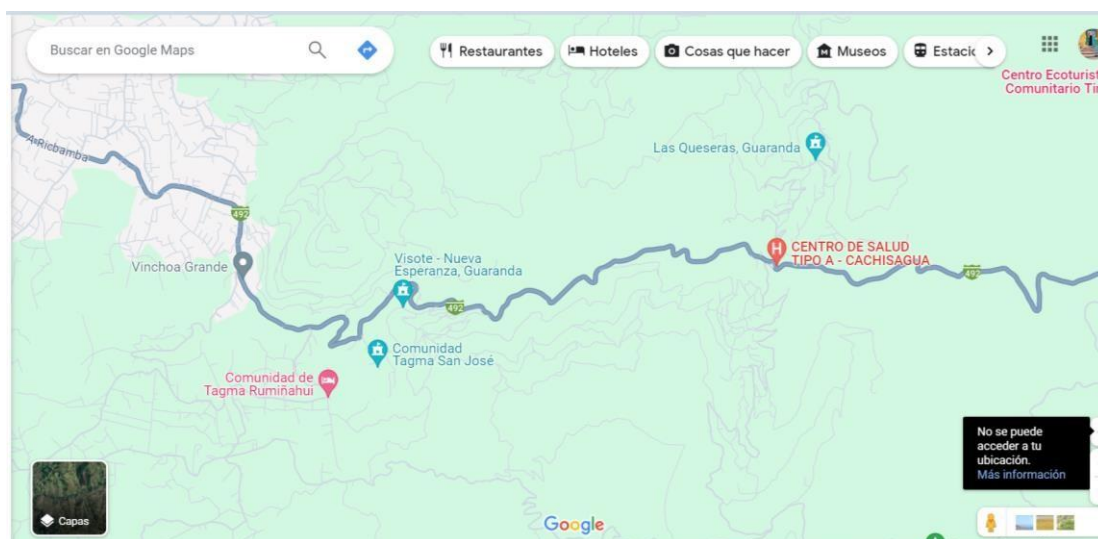 Buscar en Google Maps
Restaurantes
Hoteles
Cosas que hacer
Museos
Estacic
Centro Ecoturist
Comunitario Tin
A Ricbamba
Las Queseras, Guaranda
492
CENTRO DE SALUD
TIPO A - CACHISAGUA
H
Vinchoa Grande
Visote - Nueva
Esperanza, Guaranda
492
492
Comunidad
Tagma San José
Comunidad de
Tagma Rumiñahui
No se puede
acceder a tu
ubicación.
Más información
Capas
Google